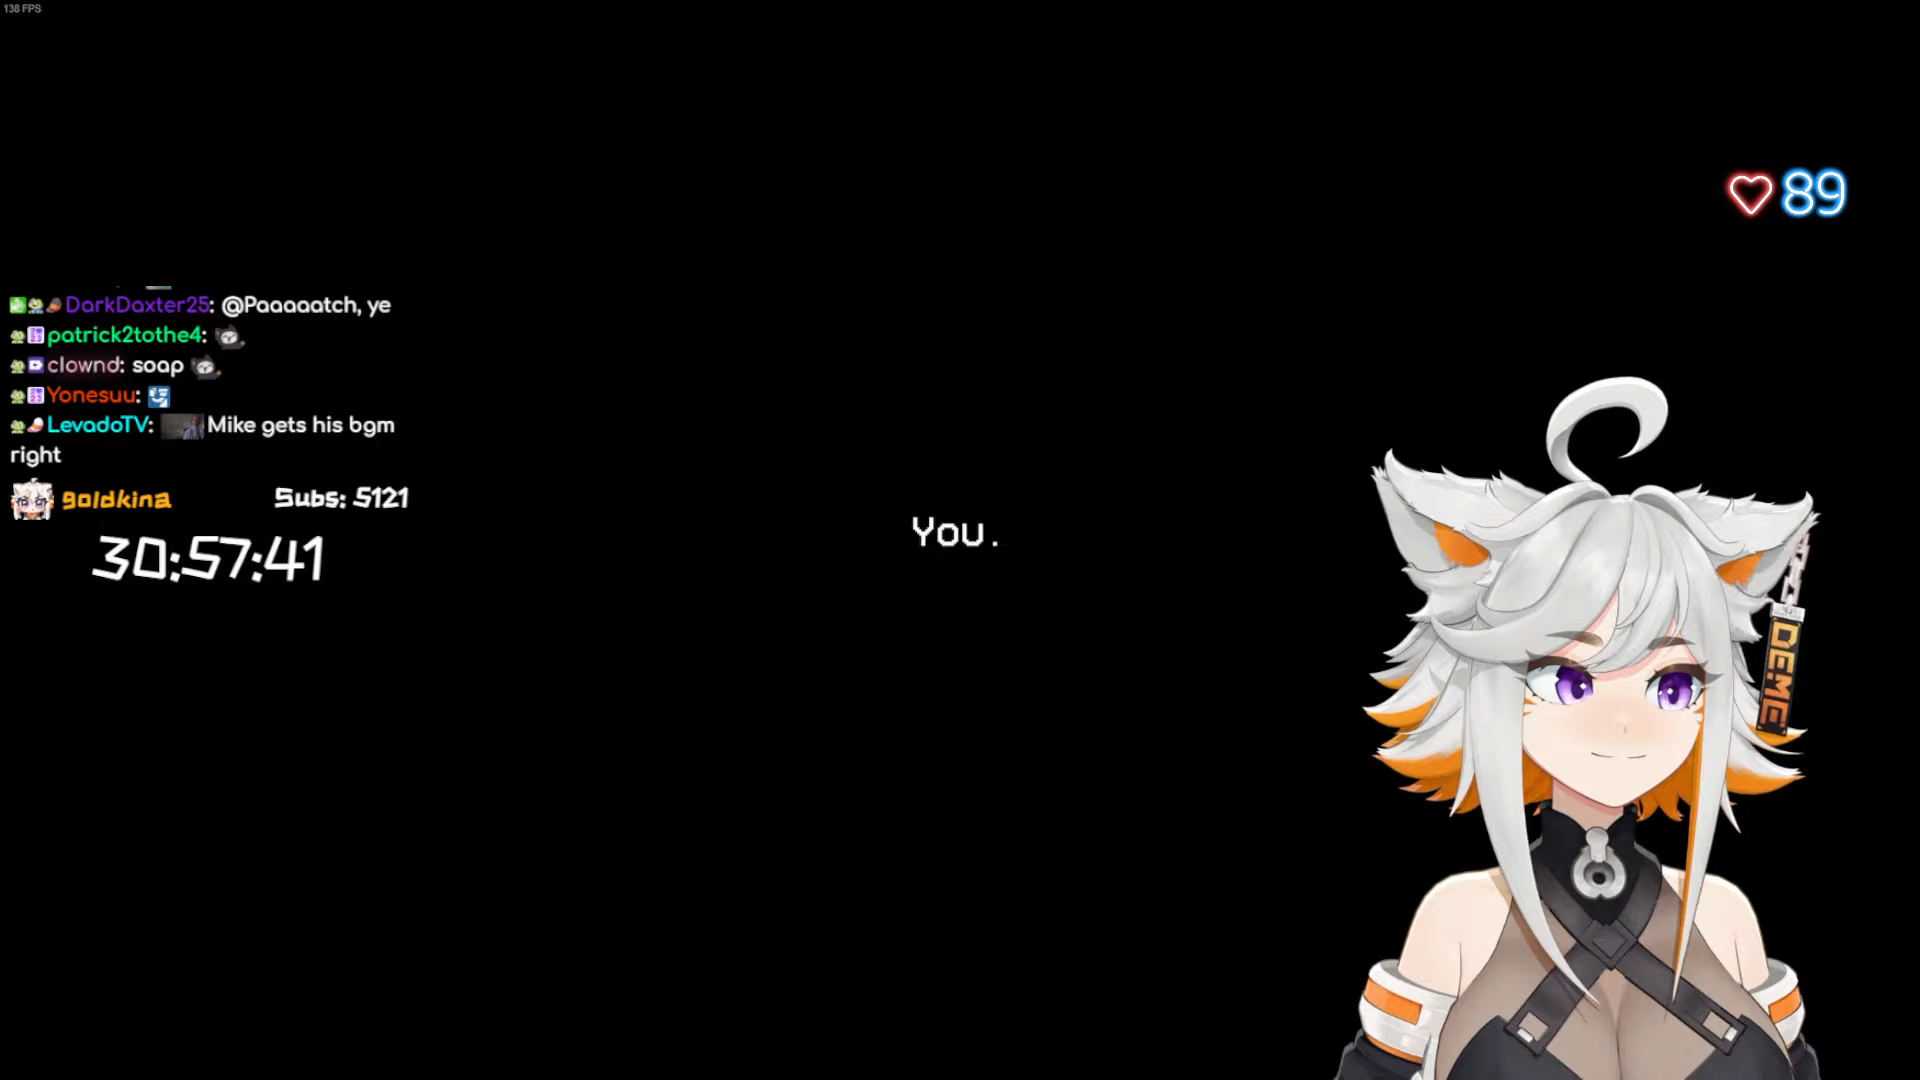 138 FPS
89
DarkDaxter25: @Paaaaatch, ye
patrick2tothe4:
clownd: soap
Yonesuu:
LevadoTV: Mike gets his bgm
right
goldkina Subs: 5121
30:57:41
You.
DEME